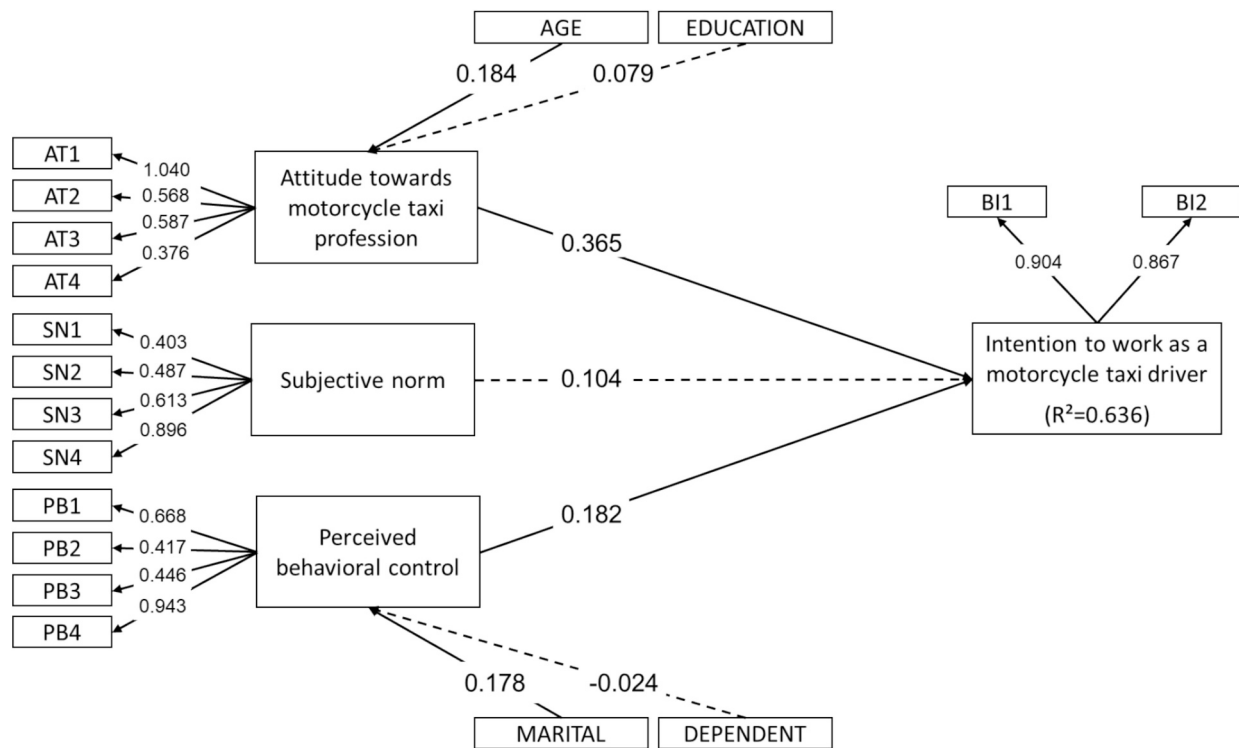 AGE
EDUCATION
0.184
0.079
AT1
AT2
AT3
AT4
1.040
0.568
0.587
0.376
Attitude towards
motorcycle taxi
profession
0.365
SN1
SN2
SN3
SN4
0.403
0.487
0.613
0.896
Subjective norm
0.104
PB1
PB2
PB3
PB4
0.668
0.417
0.446
0.943
Perceived
behavioral control
0.182
BI1
BI2
0.904
0.867
Intention to work as a
motorcycle taxi driver
(R²=0.636)
0.178
-0.024
MARITAL
DEPENDENT